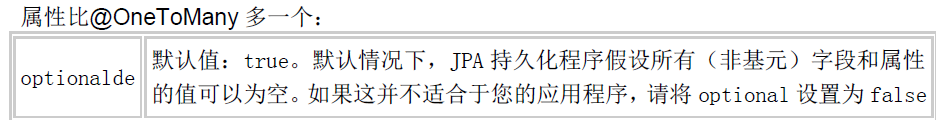 属性比@OneToMany 多一个：
optionalde
默认值：true。默认情况下，JPA 持久化程序假设所有（非基元）字段和属性
的值可以为空。如果这并不适合于您的应用程序，请将 optional 设置为 false